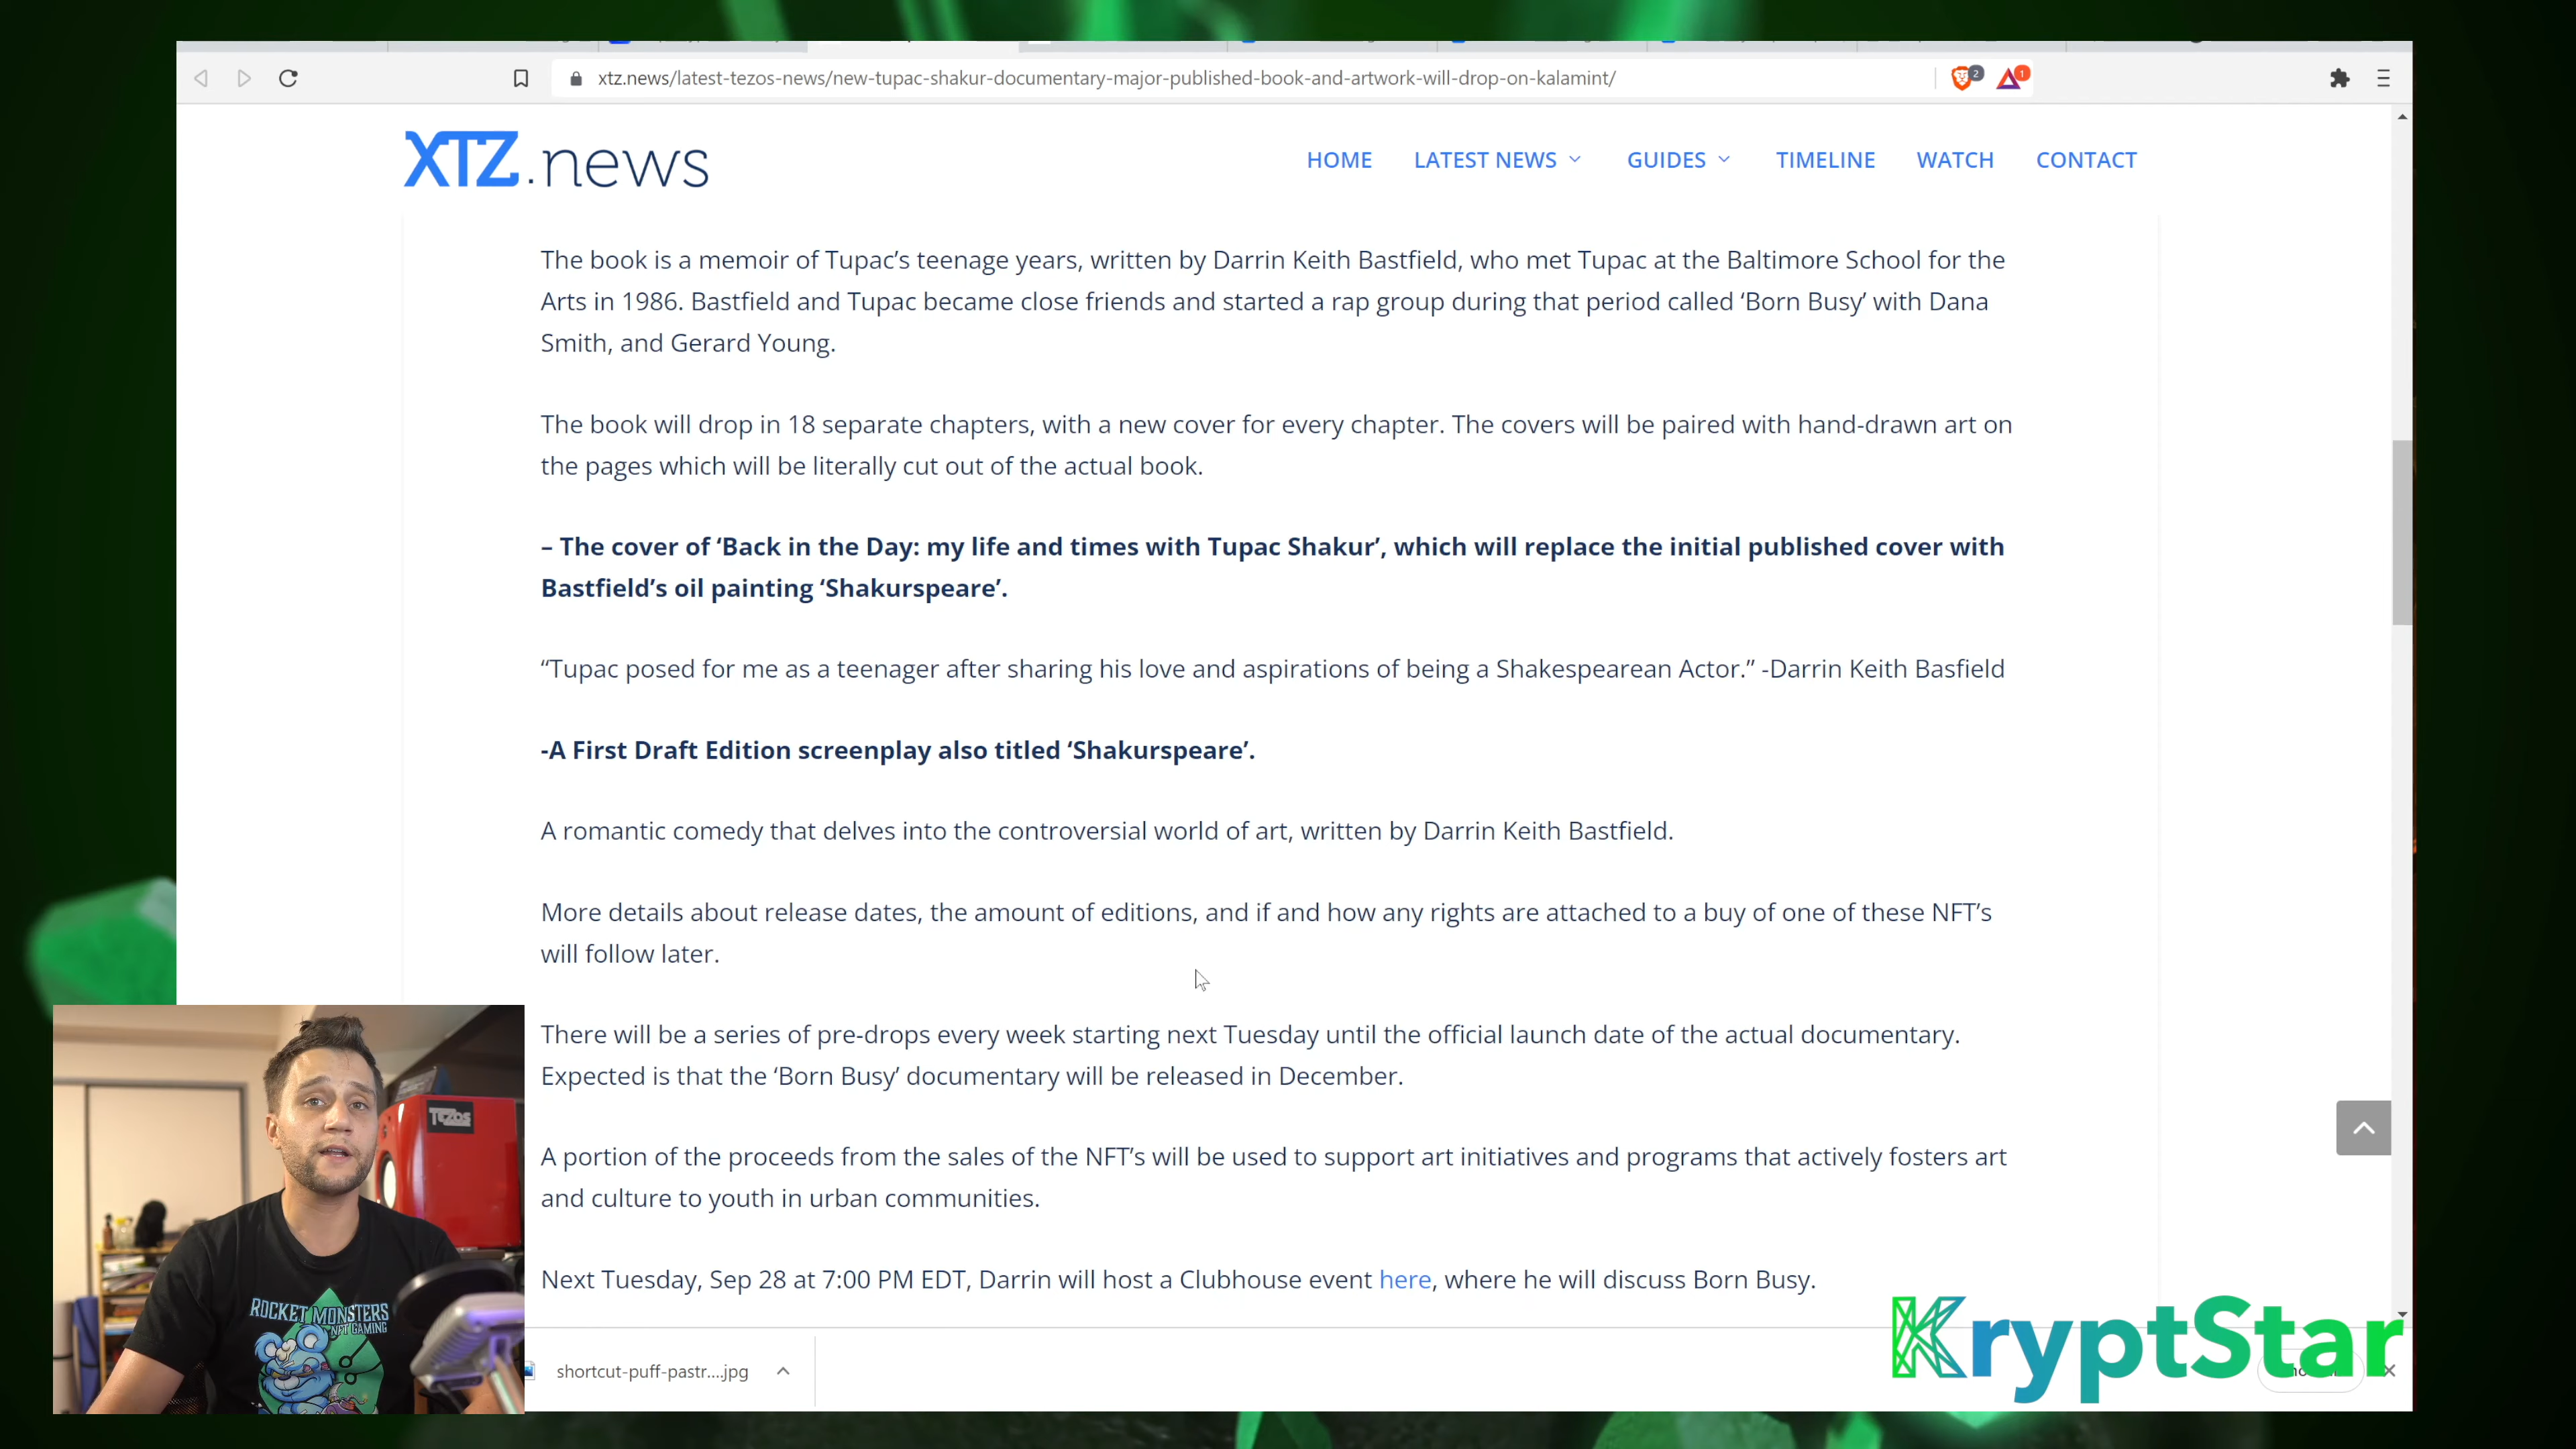 xtz.news/latest-tezos-news/new-tupac-shakur-documentary-major-published-book-and-artwork-will-drop-on-kalamint/
2
1
XTZ.news
HOME LATEST NEWS GUIDES TIMELINE WATCH CONTACT
The book is a memoir of Tupac’s teenage years, written by Darrin Keith Bastfield, who met Tupac at the Baltimore School for the
Arts in 1986. Bastfield and Tupac became close friends and started a rap group during that period called ‘Born Busy’ with Dana
Smith, and Gerard Young.
The book will drop in 18 separate chapters, with a new cover for every chapter. The covers will be paired with hand-drawn art on
the pages which will be literally cut out of the actual book.
– The cover of ‘Back in the Day: my life and times with Tupac Shakur’, which will replace the initial published cover with
Bastfield’s oil painting ‘Shakurspeare’.
“Tupac posed for me as a teenager after sharing his love and aspirations of being a Shakespearean Actor.” -Darrin Keith Basfield
-A First Draft Edition screenplay also titled ‘Shakurspeare’.
A romantic comedy that delves into the controversial world of art, written by Darrin Keith Bastfield.
More details about release dates, the amount of editions, and if and how any rights are attached to a buy of one of these NFT’s
will follow later.
There will be a series of pre-drops every week starting next Tuesday until the official launch date of the actual documentary.
Expected is that the ‘Born Busy’ documentary will be released in December.
A portion of the proceeds from the sales of the NFT’s will be used to support art initiatives and programs that actively fosters art
and culture to youth in urban communities.
Next Tuesday, Sep 28 at 7:00 PM EDT, Darrin will host a Clubhouse event here, where he will discuss Born Busy.
TEZOS
ROCKET MONSTERS
NFT GAMING
shortcut-puff-pastr....jpg
KryptStar